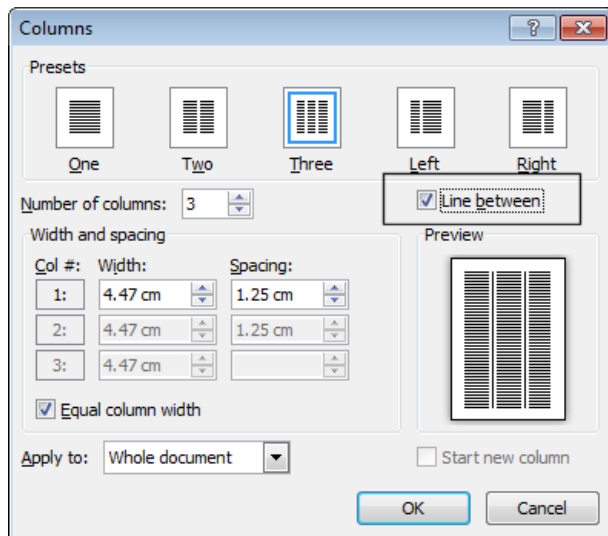 Columns
Presets
One Two Three Left Right
Number of columns: 3
Line between
Width and spacing
Preview
Col #: Width: Spacing:
1: 4.47 cm 1.25 cm
2: 4.47 cm 1.25 cm
3: 4.47 cm
Equal column width
Apply to: Whole document
Start new column
OK Cancel